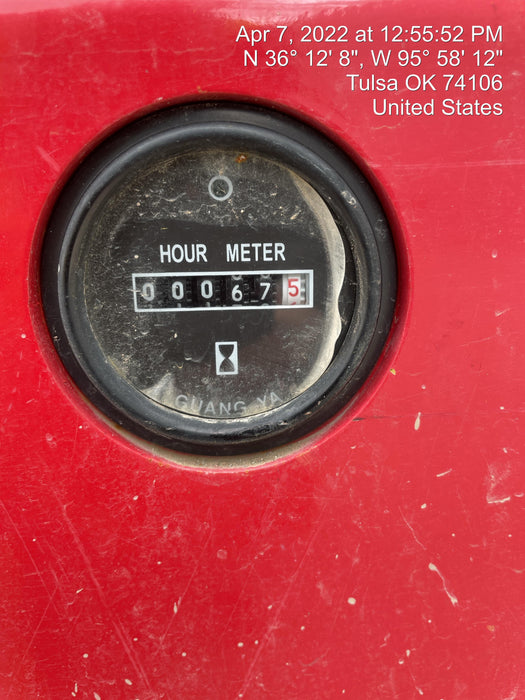 Apr 7, 2022 at 12:55:52 PM
N 36° 12' 8", W 95° 58' 12"
Tulsa OK 74106
United States
HOUR METER
000675
GUANG YA